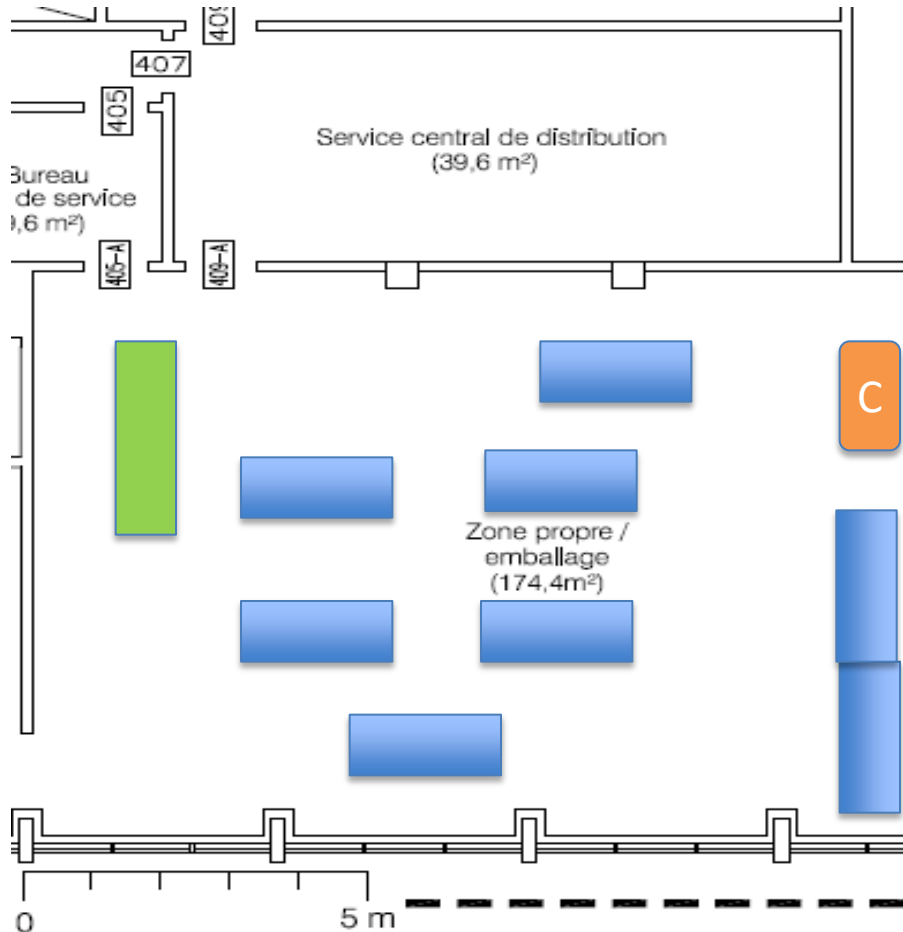 409
407
405
Service central de distribution
(39,6 m²)
Bureau
de service
9,6 m²)
405-A
409-A
C
Zone propre /
emballage
(174,4m²)
0
5 m